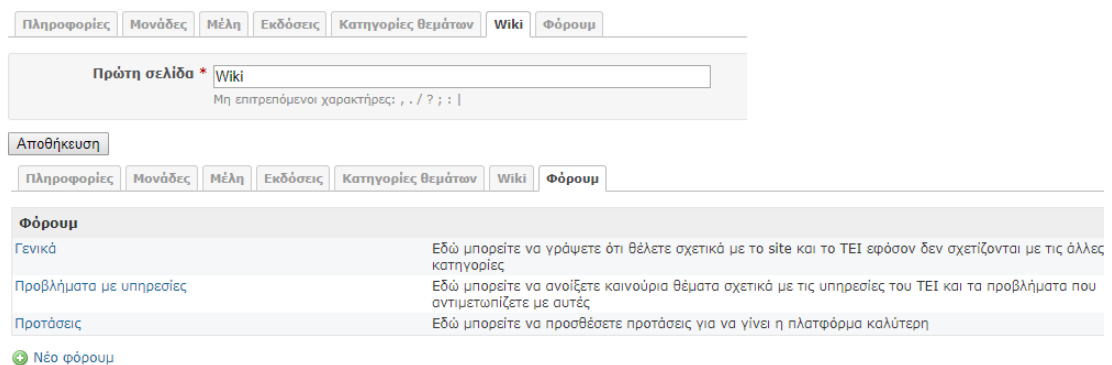 Πληροφορίες Μονάδες Μέλη Εκδόσεις Κατηγορίες θεμάτων Wiki Φόρουμ
Πρώτη σελίδα * Wiki
Μη επιτρεπόμενοι χαρακτήρες: , . / ? ; : |
Αποθήκευση
Πληροφορίες Μονάδες Μέλη Εκδόσεις Κατηγορίες θεμάτων Wiki Φόρουμ
Φόρουμ
Γενικά Εδώ μπορείτε να γράψετε ότι θέλετε σχετικά με το site και το ΤΕΙ εφόσον δεν σχετίζονται με τις άλλες
κατηγορίες
Προβλήματα με υπηρεσίες Εδώ μπορείτε να ανοίξετε καινούρια θέματα σχετικά με τις υπηρεσίες του ΤΕΙ και τα προβλήματα που
αντιμετωπίζετε με αυτές
Προτάσεις Εδώ μπορείτε να προσθέσετε προτάσεις για να γίνει η πλατφόρμα καλύτερη
Νέο φόρουμ